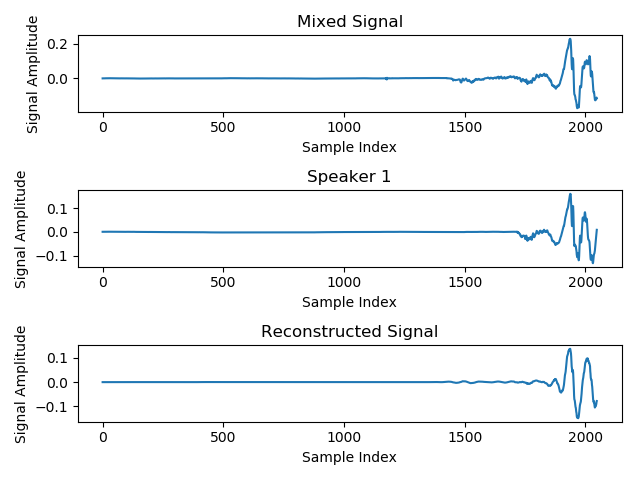 Mixed Signal
Signal Amplitude
0.2
0.0
0 500 1000 1500 2000
Sample Index
Speaker 1
Signal Amplitude
0.1
0.0
−0.1
0 500 1000 1500 2000
Sample Index
Reconstructed Signal
Signal Amplitude
0.1
0.0
−0.1
0 500 1000 1500 2000
Sample Index